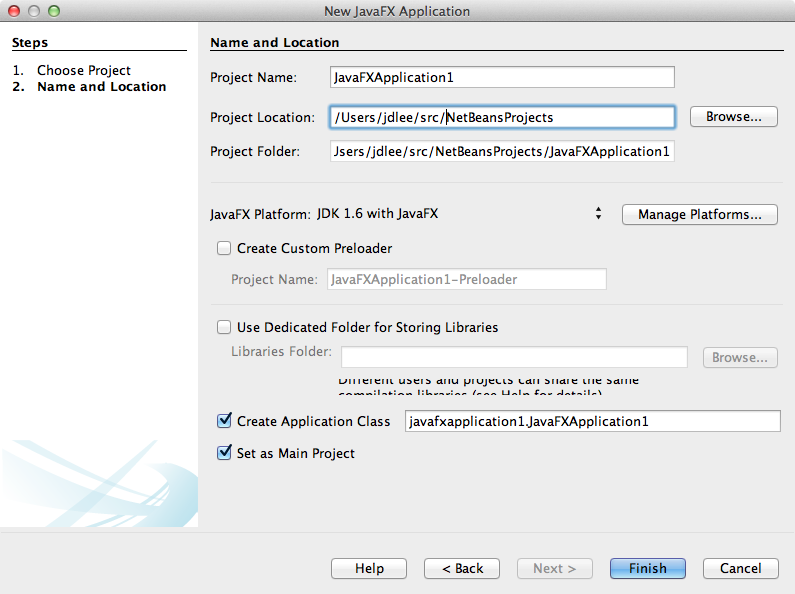 New JavaFX Application
Steps
1. Choose Project
2. Name and Location
Name and Location
Project Name: JavaFXApplication1
Project Location: /Users/jdlee/src/NetBeansProjects Browse...
Project Folder: Jsers/jdlee/src/NetBeansProjects/JavaFXApplication1
JavaFX Platform: JDK 1.6 with JavaFX Manage Platforms...
Create Custom Preloader
Project Name: JavaFXApplication1-Preloader
Use Dedicated Folder for Storing Libraries
Libraries Folder: Browse...
Different users and projects can share the same
compilation libraries (see Help for details)
Create Application Class javafxapplication1.JavaFXApplication1
Set as Main Project
Help < Back Next > Finish Cancel